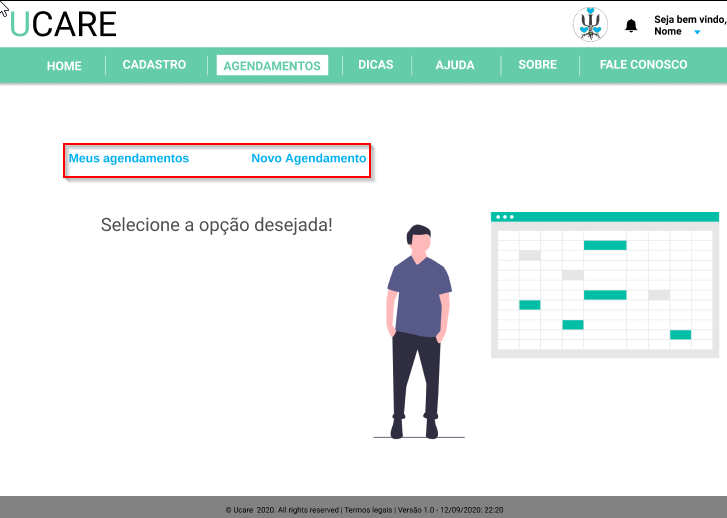 UCARE
Seja bem vindo,
Nome
HOME CADASTRO AGENDAMENTOS DICAS AJUDA SOBRE FALE CONOSCO
Meus agendamentos Novo Agendamento
Selecione a opção desejada!
© Ucare 2020. All rights reserved | Termos legais | Versão 1.0 - 12/09/2020: 22:20